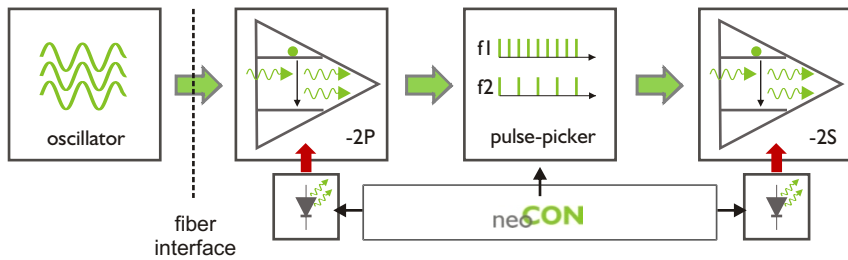 f1
f2
oscillator
-2P
pulse-picker
-2S
fiber
interface
neoCON